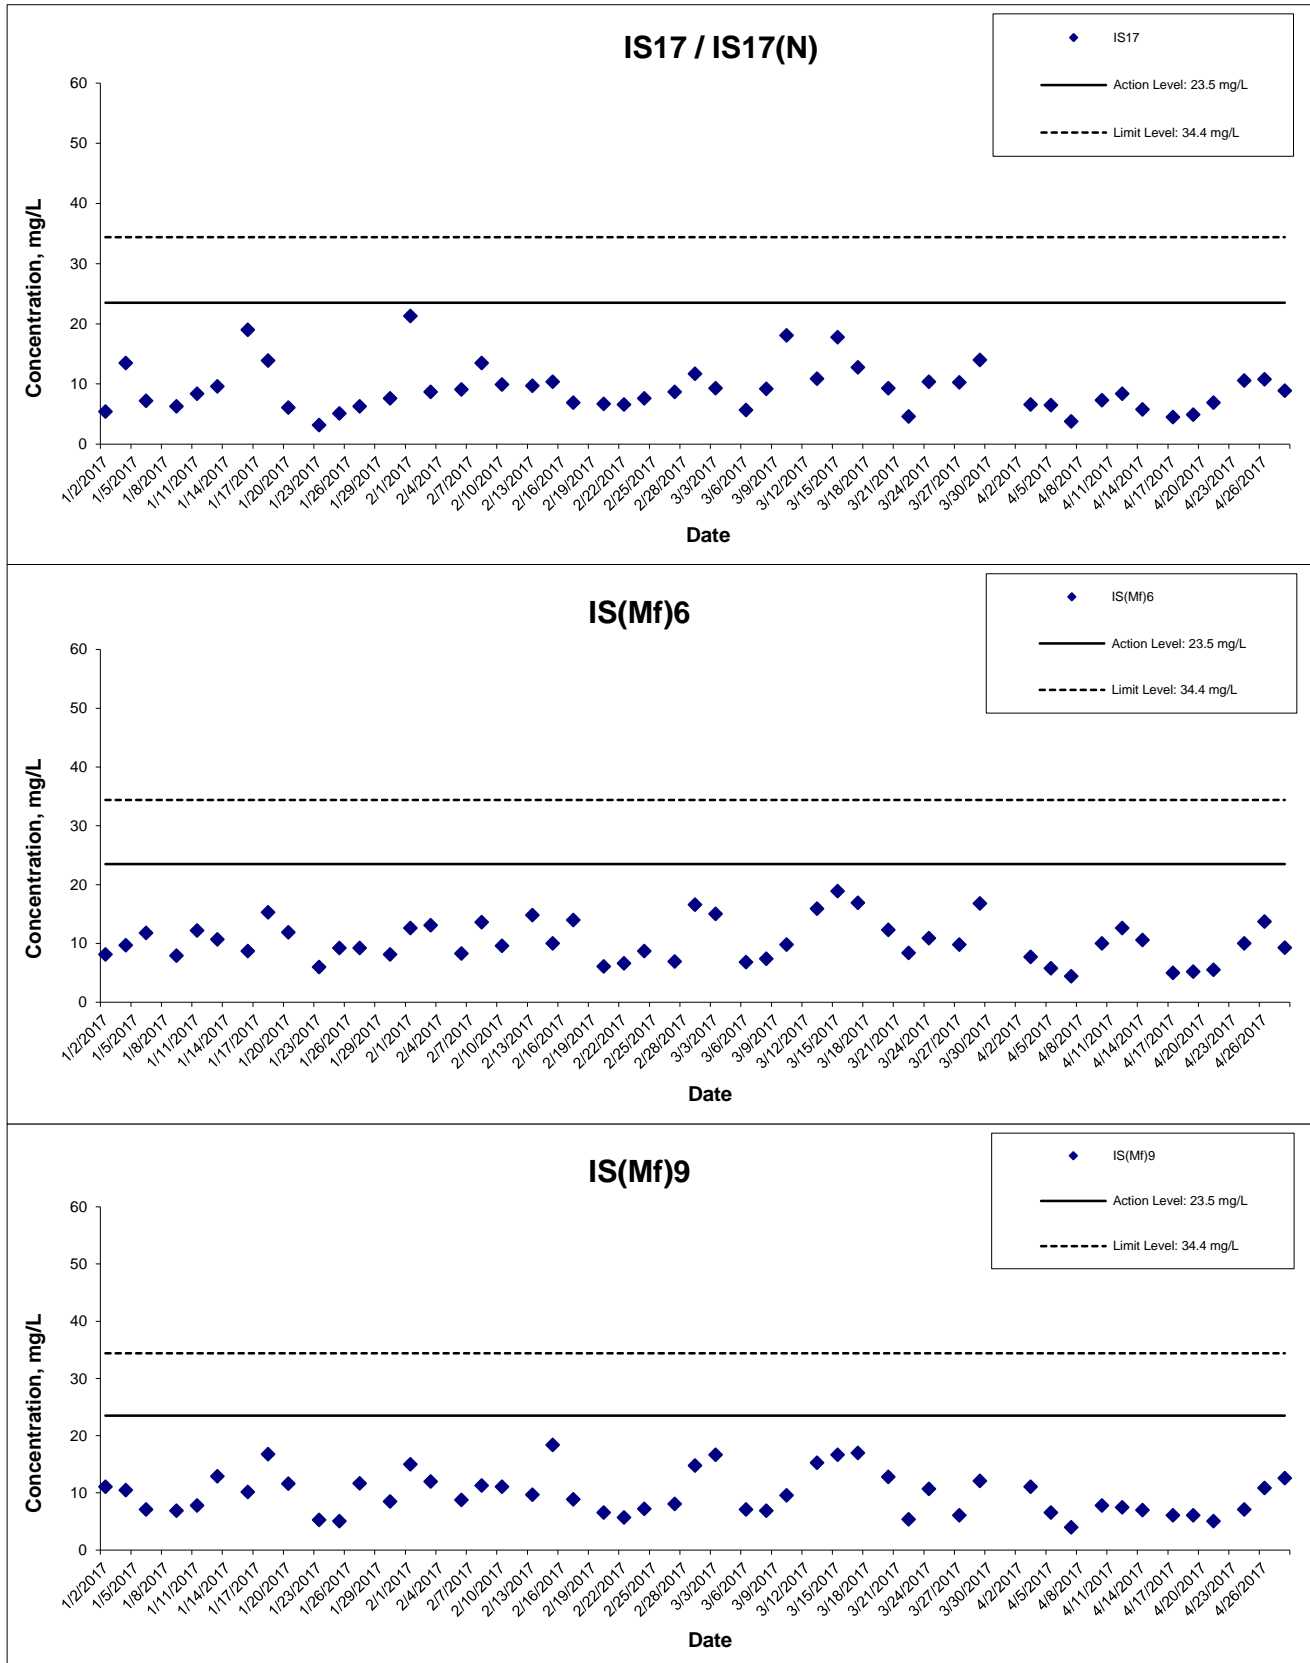 IS17 / IS17(N)
IS17
Action Level: 23.5 mg/L
Limit Level: 34.4 mg/L
Concentration, mg/L
60
50
40
30
20
10
0
1/2/2017 1/5/2017 1/8/2017 1/11/2017 1/14/2017 1/17/2017 1/20/2017 1/23/2017 1/26/2017 1/29/2017 2/1/2017 2/4/2017 2/7/2017 2/10/2017 2/13/2017 2/16/2017 2/19/2017 2/22/2017 2/25/2017 2/28/2017 3/3/2017 3/6/2017 3/9/2017 3/12/2017 3/15/2017 3/18/2017 3/21/2017 3/24/2017 3/27/2017 3/30/2017 4/2/2017 4/5/2017 4/8/2017 4/11/2017 4/14/2017 4/17/2017 4/20/2017 4/23/2017 4/26/2017
Date
IS(Mf)6
IS(Mf)6
Action Level: 23.5 mg/L
Limit Level: 34.4 mg/L
Concentration, mg/L
60
50
40
30
20
10
0
1/2/2017 1/5/2017 1/8/2017 1/11/2017 1/14/2017 1/17/2017 1/20/2017 1/23/2017 1/26/2017 1/29/2017 2/1/2017 2/4/2017 2/7/2017 2/10/2017 2/13/2017 2/16/2017 2/19/2017 2/22/2017 2/25/2017 2/28/2017 3/3/2017 3/6/2017 3/9/2017 3/12/2017 3/15/2017 3/18/2017 3/21/2017 3/24/2017 3/27/2017 3/30/2017 4/2/2017 4/5/2017 4/8/2017 4/11/2017 4/14/2017 4/17/2017 4/20/2017 4/23/2017 4/26/2017
Date
IS(Mf)9
IS(Mf)9
Action Level: 23.5 mg/L
Limit Level: 34.4 mg/L
Concentration, mg/L
60
50
40
30
20
10
0
1/2/2017 1/5/2017 1/8/2017 1/11/2017 1/14/2017 1/17/2017 1/20/2017 1/23/2017 1/26/2017 1/29/2017 2/1/2017 2/4/2017 2/7/2017 2/10/2017 2/13/2017 2/16/2017 2/19/2017 2/22/2017 2/25/2017 2/28/2017 3/3/2017 3/6/2017 3/9/2017 3/12/2017 3/15/2017 3/18/2017 3/21/2017 3/24/2017 3/27/2017 3/30/2017 4/2/2017 4/5/2017 4/8/2017 4/11/2017 4/14/2017 4/17/2017 4/20/2017 4/23/2017 4/26/2017
Date